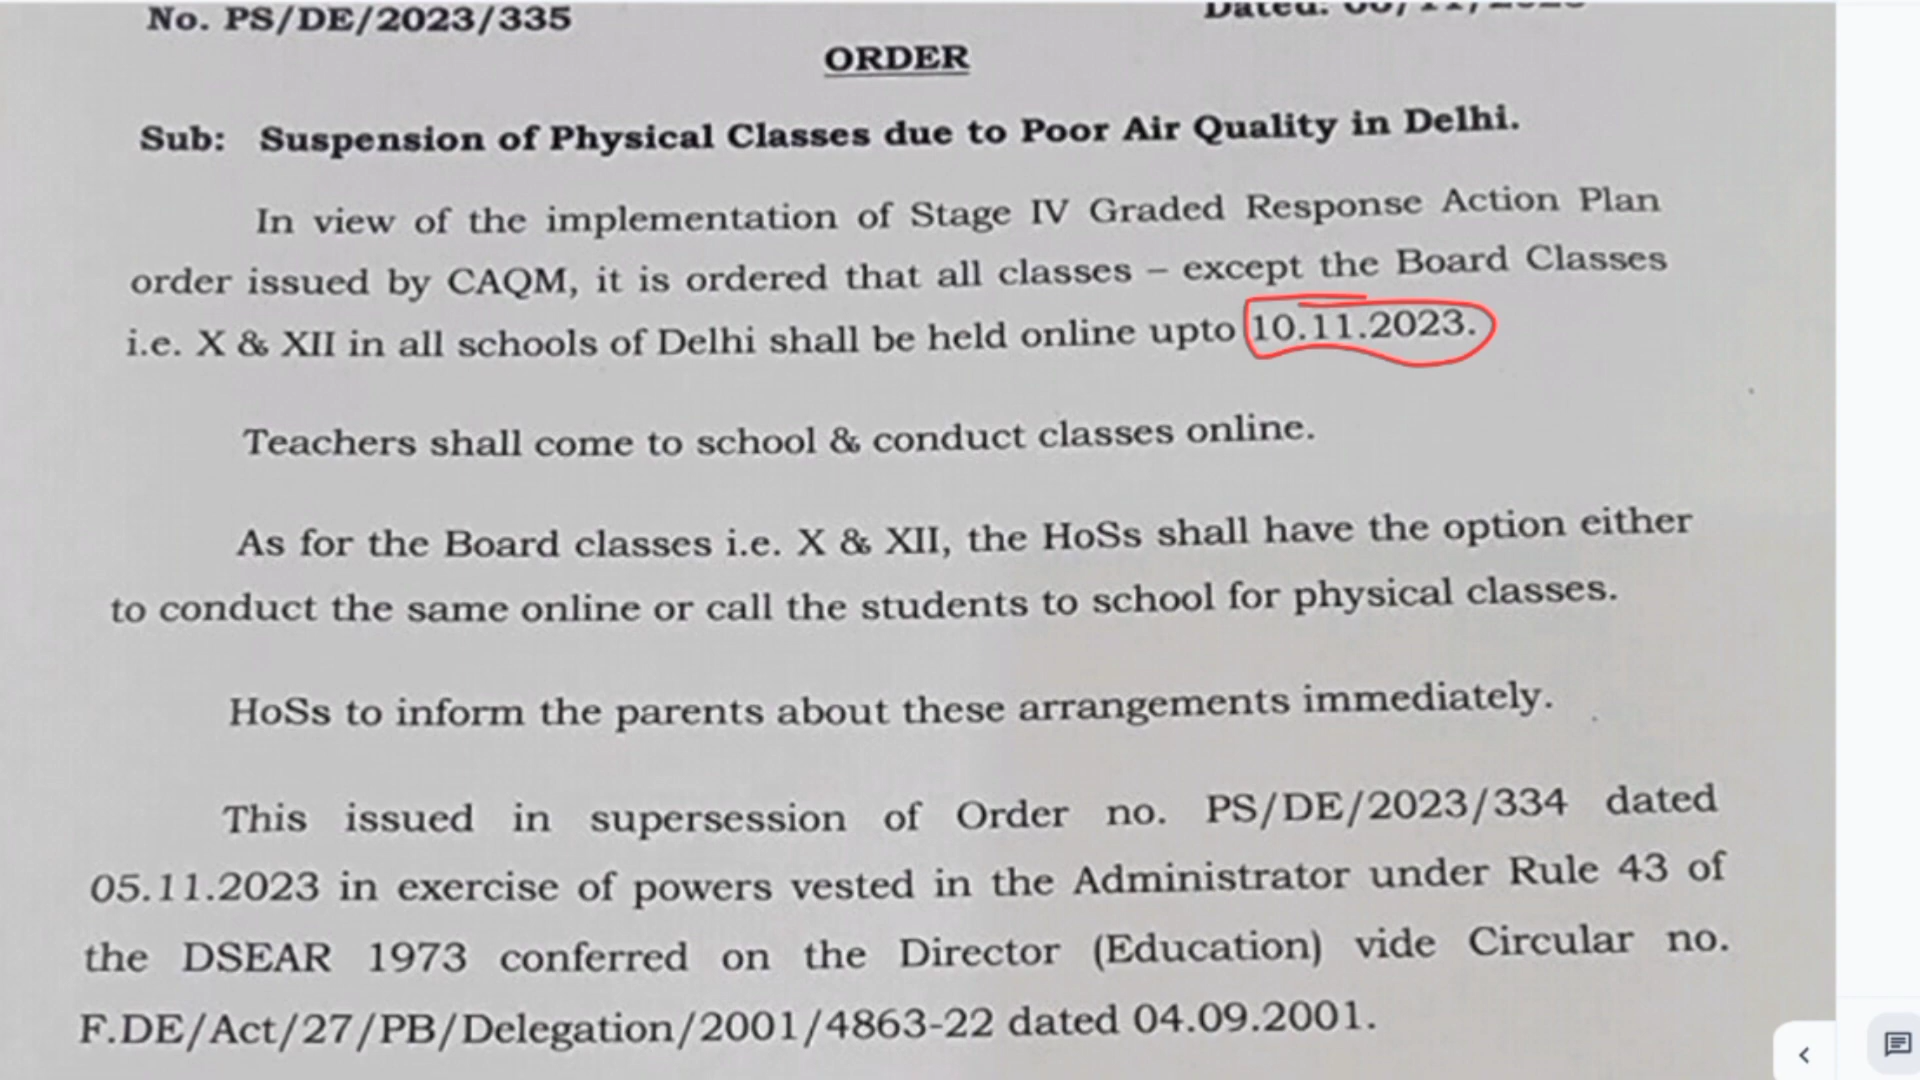 No. PS/DE/2023/335
Dated:
ORDER
Sub: Suspension of Physical Classes due to Poor Air Quality in Delhi.
In view of the implementation of Stage IV Graded Response Action Plan
order issued by CAQM, it is ordered that all classes – except the Board Classes
i.e. X & XII in all schools of Delhi shall be held online upto 10.11.2023.
Teachers shall come to school & conduct classes online.
As for the Board classes i.e. X & XII, the HoSs shall have the option either
to conduct the same online or call the students to school for physical classes.
HoSs to inform the parents about these arrangements immediately.
This issued in supersession of Order no. PS/DE/2023/334 dated
05.11.2023 in exercise of powers vested in the Administrator under Rule 43 of
the DSEAR 1973 conferred on the Director (Education) vide Circular no.
F.DE/Act/27/PB/Delegation/2001/4863-22 dated 04.09.2001.